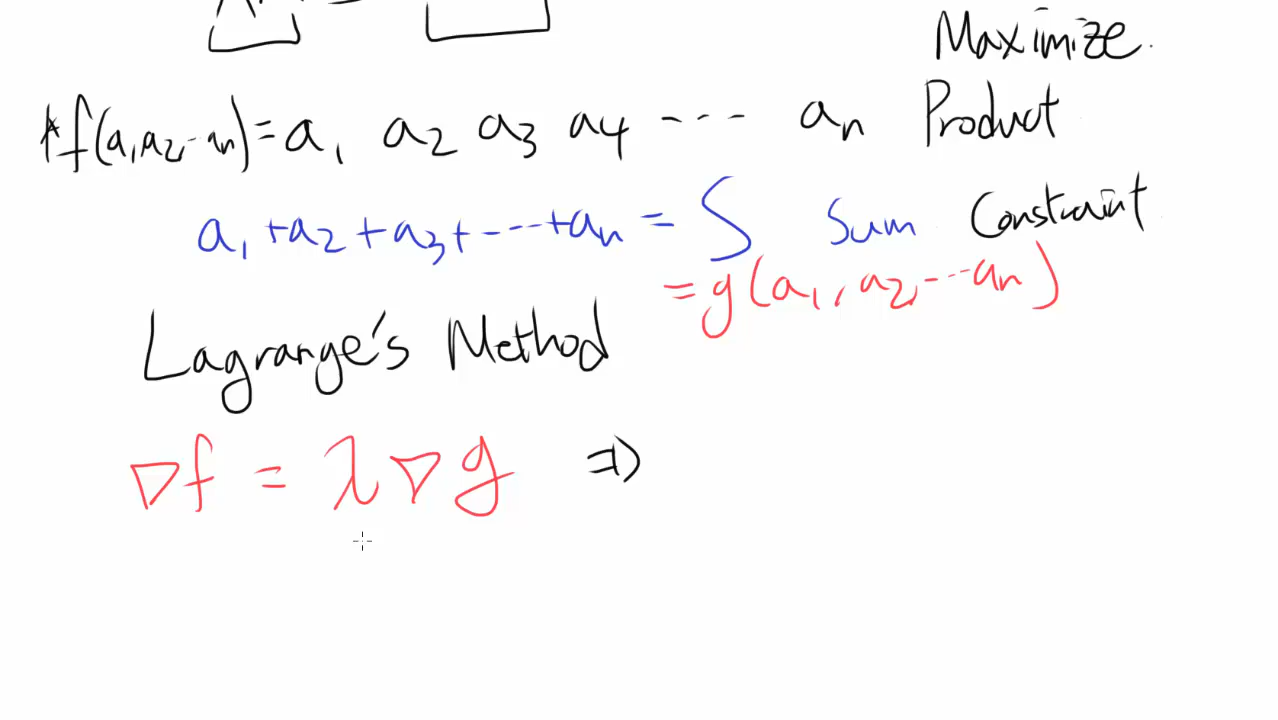 Maximize
f(a₁,a₂,--aₙ)=a₁ a₂ a₃ a₄ --- aₙ Product
a₁+a₂+a₃+---+aₙ = S Sum Constraint
= g(a₁,a₂,--- aₙ)
Lagrange's Method
∇f = λ∇g ⇒